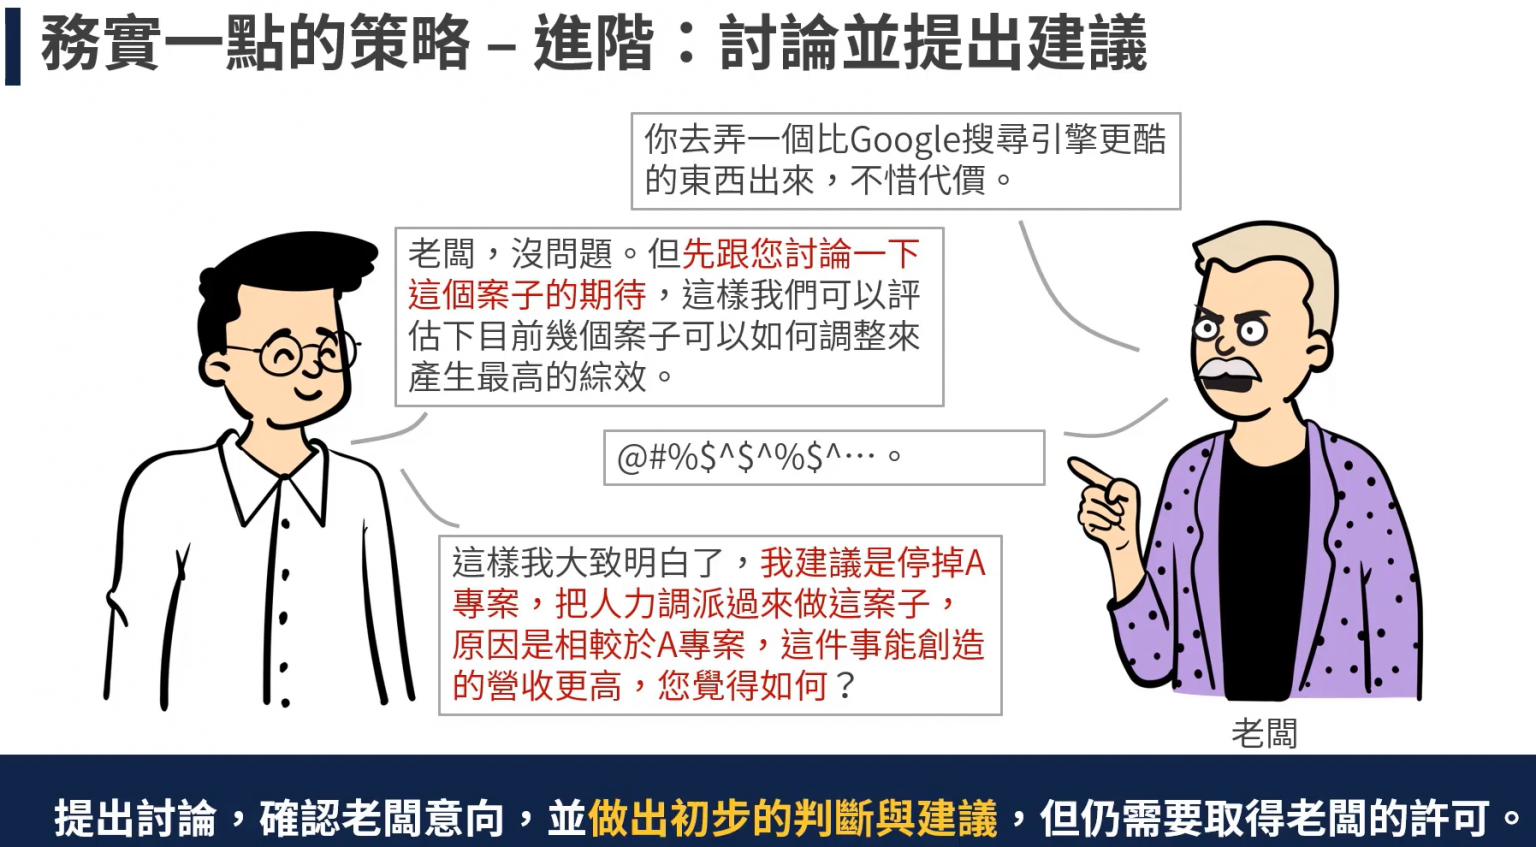 務實一點的策略 – 進階：討論並提出建議
你去弄一個比Google搜尋引擎更酷
的東西出來，不惜代價。
老闆，沒問題。但先跟您討論一下
這個案子的期待，這樣我們可以評
估下目前幾個案子可以如何調整來
產生最高的綜效。
@#%$^$^%$^…。
這樣我大致明白了，我建議是停掉A
專案，把人力調派過來做這案子，
原因是相較於A專案，這件事能創造
的營收更高，您覺得如何？
老闆
提出討論，確認老闆意向，並做出初步的判斷與建議，但仍需要取得老闆的許可。